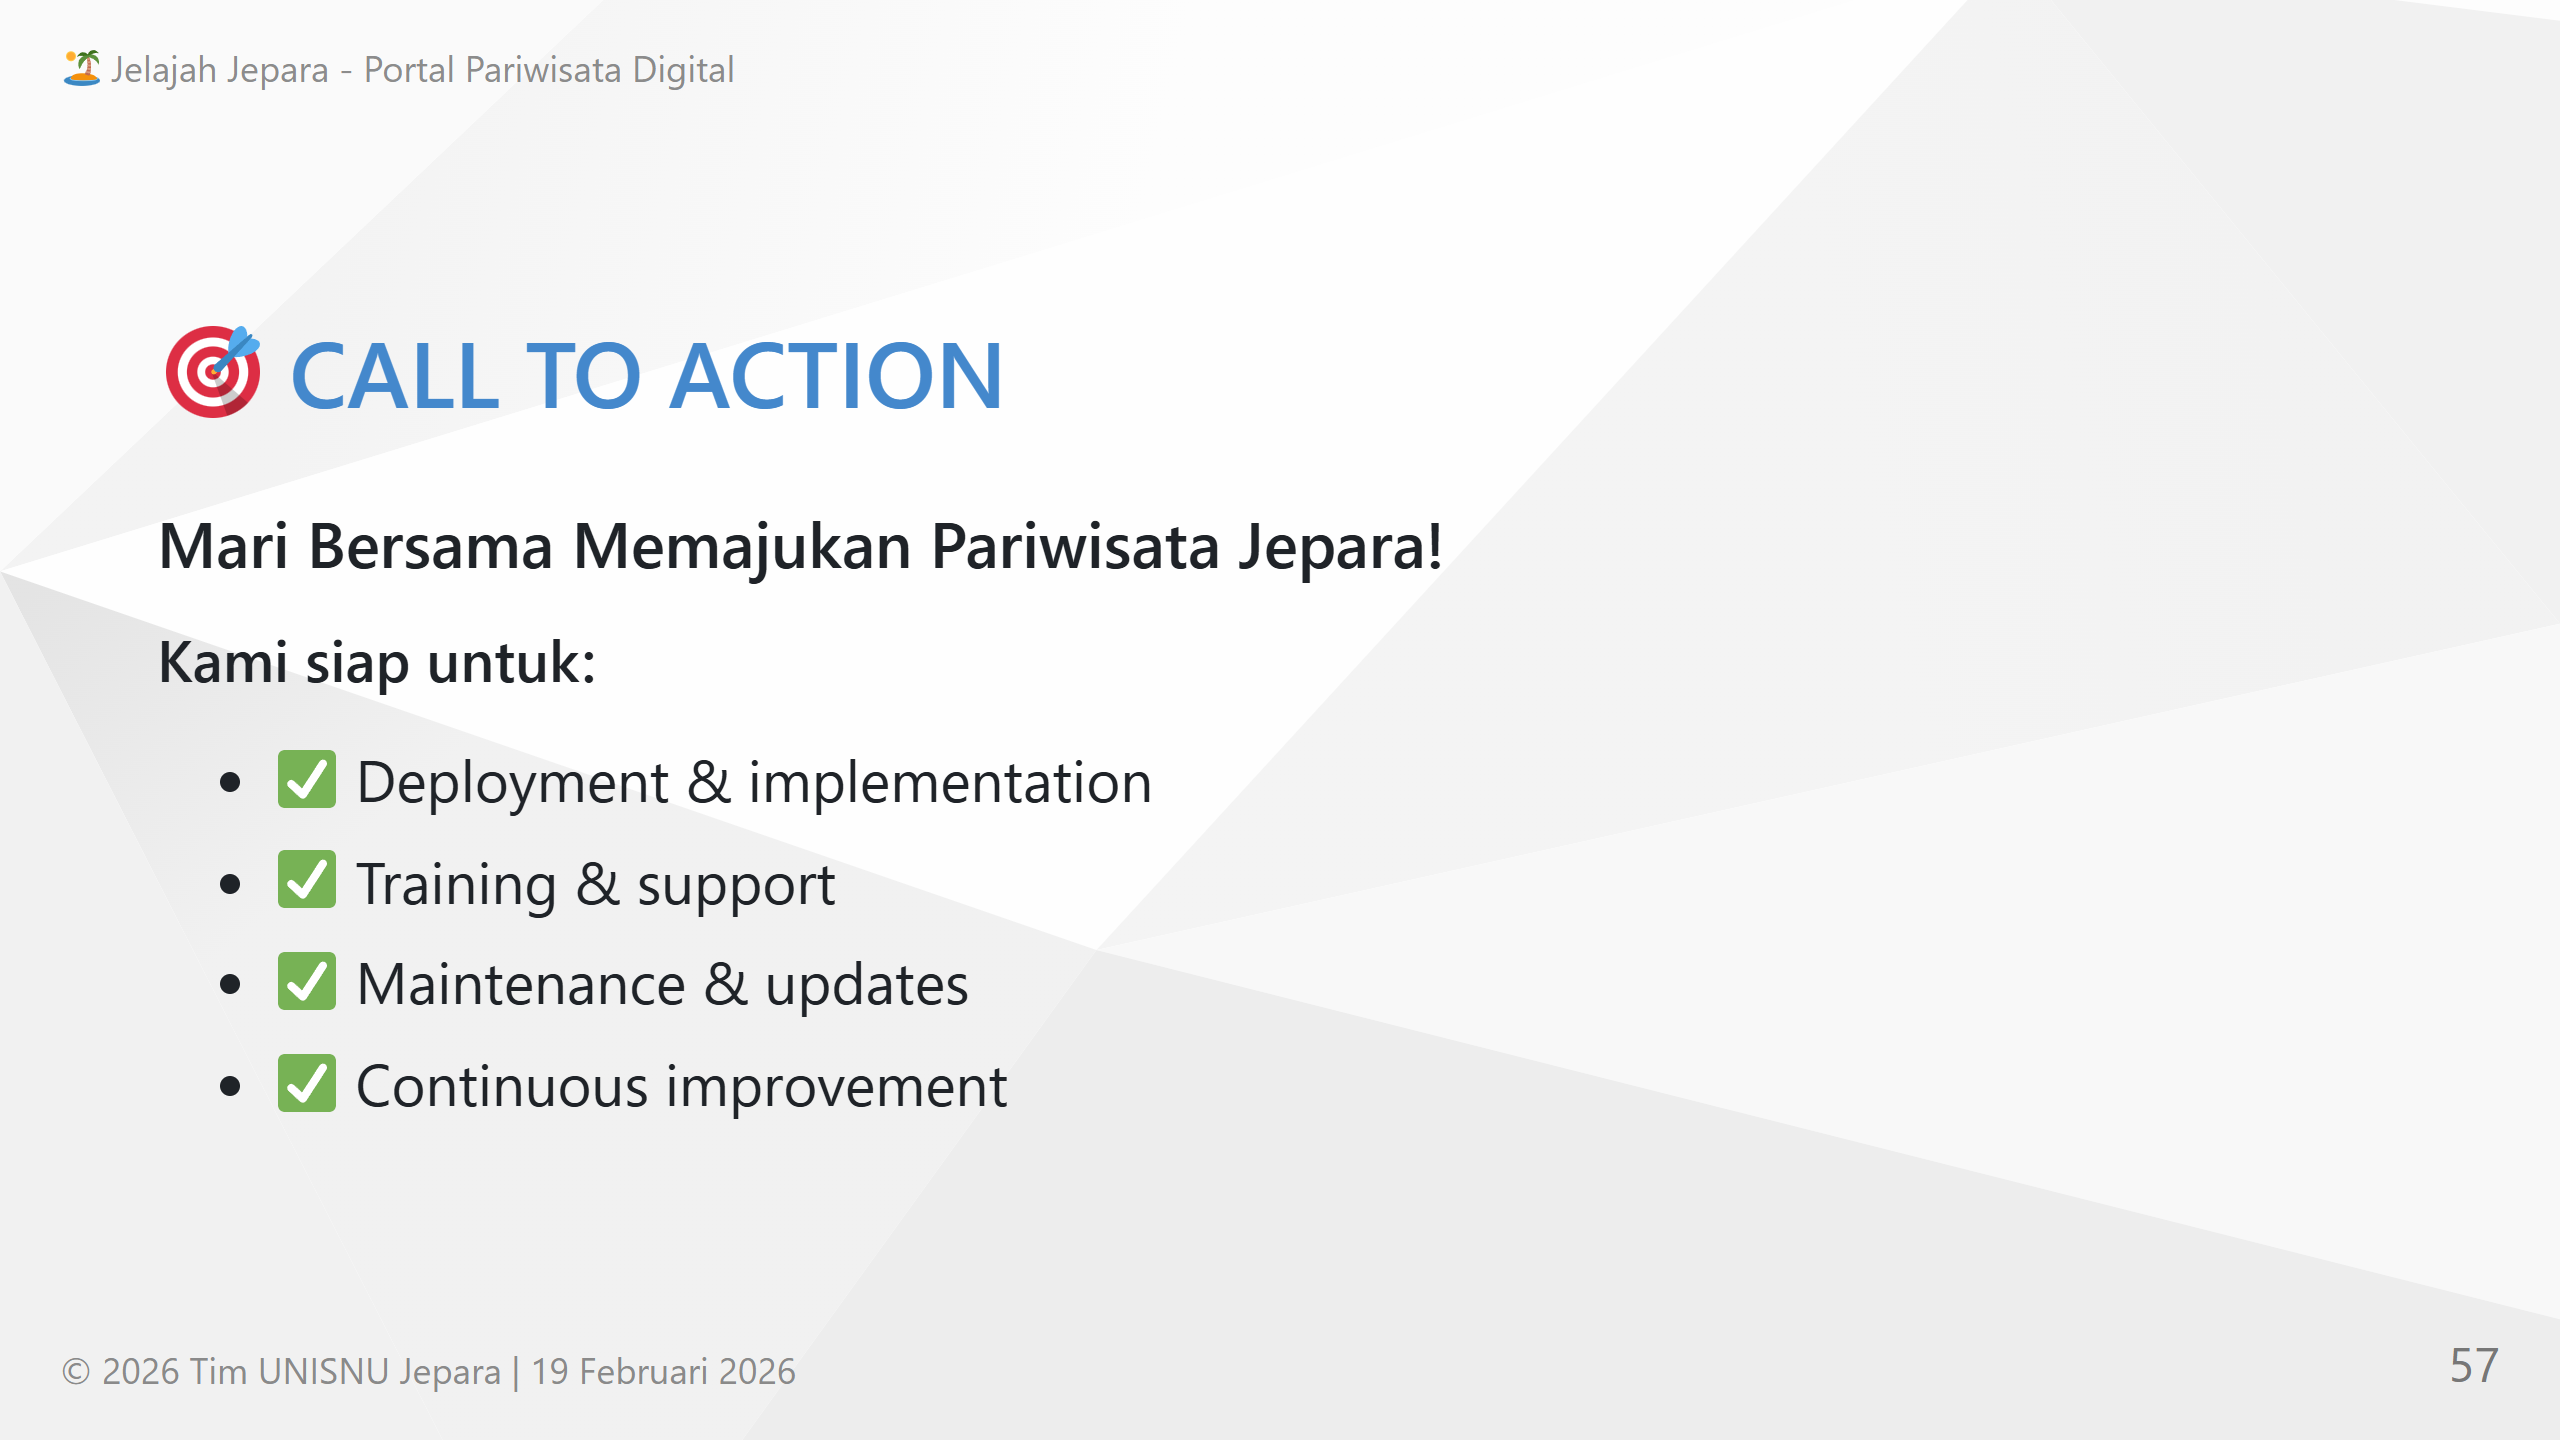 🏝️ Jelajah Jepara - Portal Pariwisata Digital
🎯 CALL TO ACTION
Mari Bersama Memajukan Pariwisata Jepara!
Kami siap untuk:
• ✅ Deployment & implementation
• ✅ Training & support
• ✅ Maintenance & updates
• ✅ Continuous improvement
© 2026 Tim UNISNU Jepara | 19 Februari 2026
57